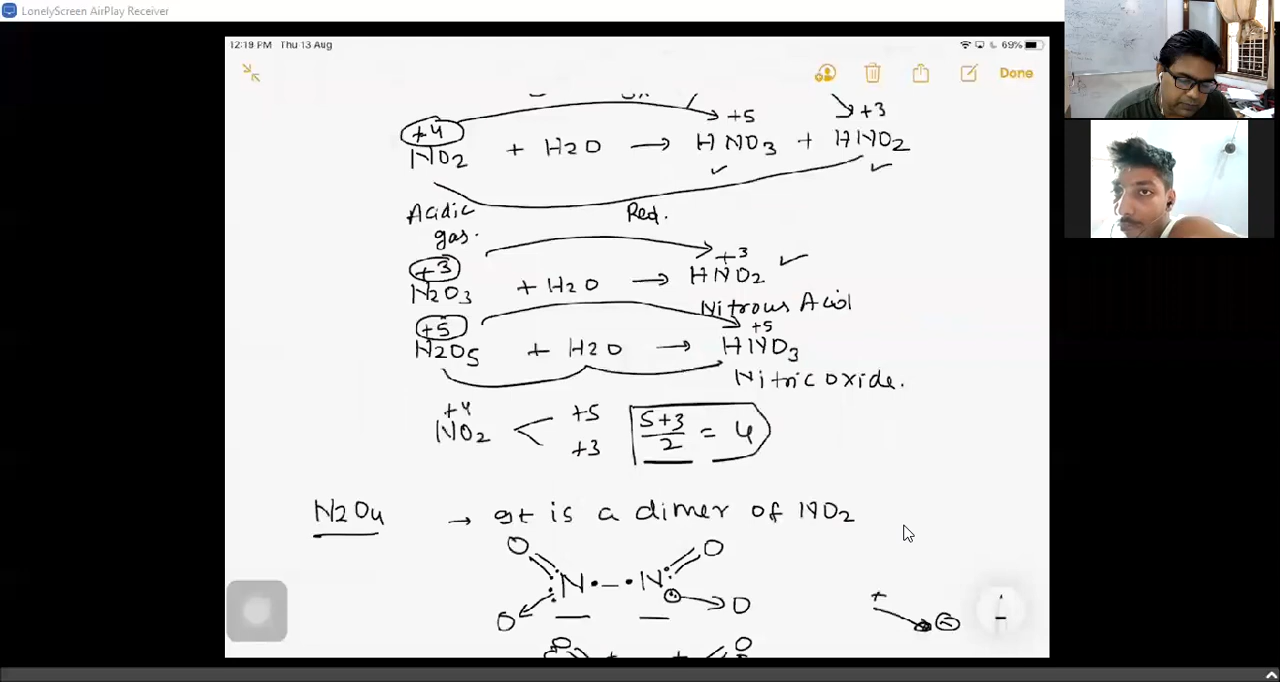 LonelyScreen AirPlay Receiver
12:19 PM Thu 13 Aug
69%
Done
+5
+3
+4
NO2 + H2O → HNO3 + HNO2
Acidic
gas.
Red.
+3
+3
N2O3 + H2O → HNO2
Nitrous Acid
+5
+5
N2O5 + H2O → HNO3
Nitric oxide.
+4
NO2 < +5
+3
5+3
2
= 4
N2O4 → It is a dimer of NO2
O O
N · – · N
O O
+ -
O O
+ +